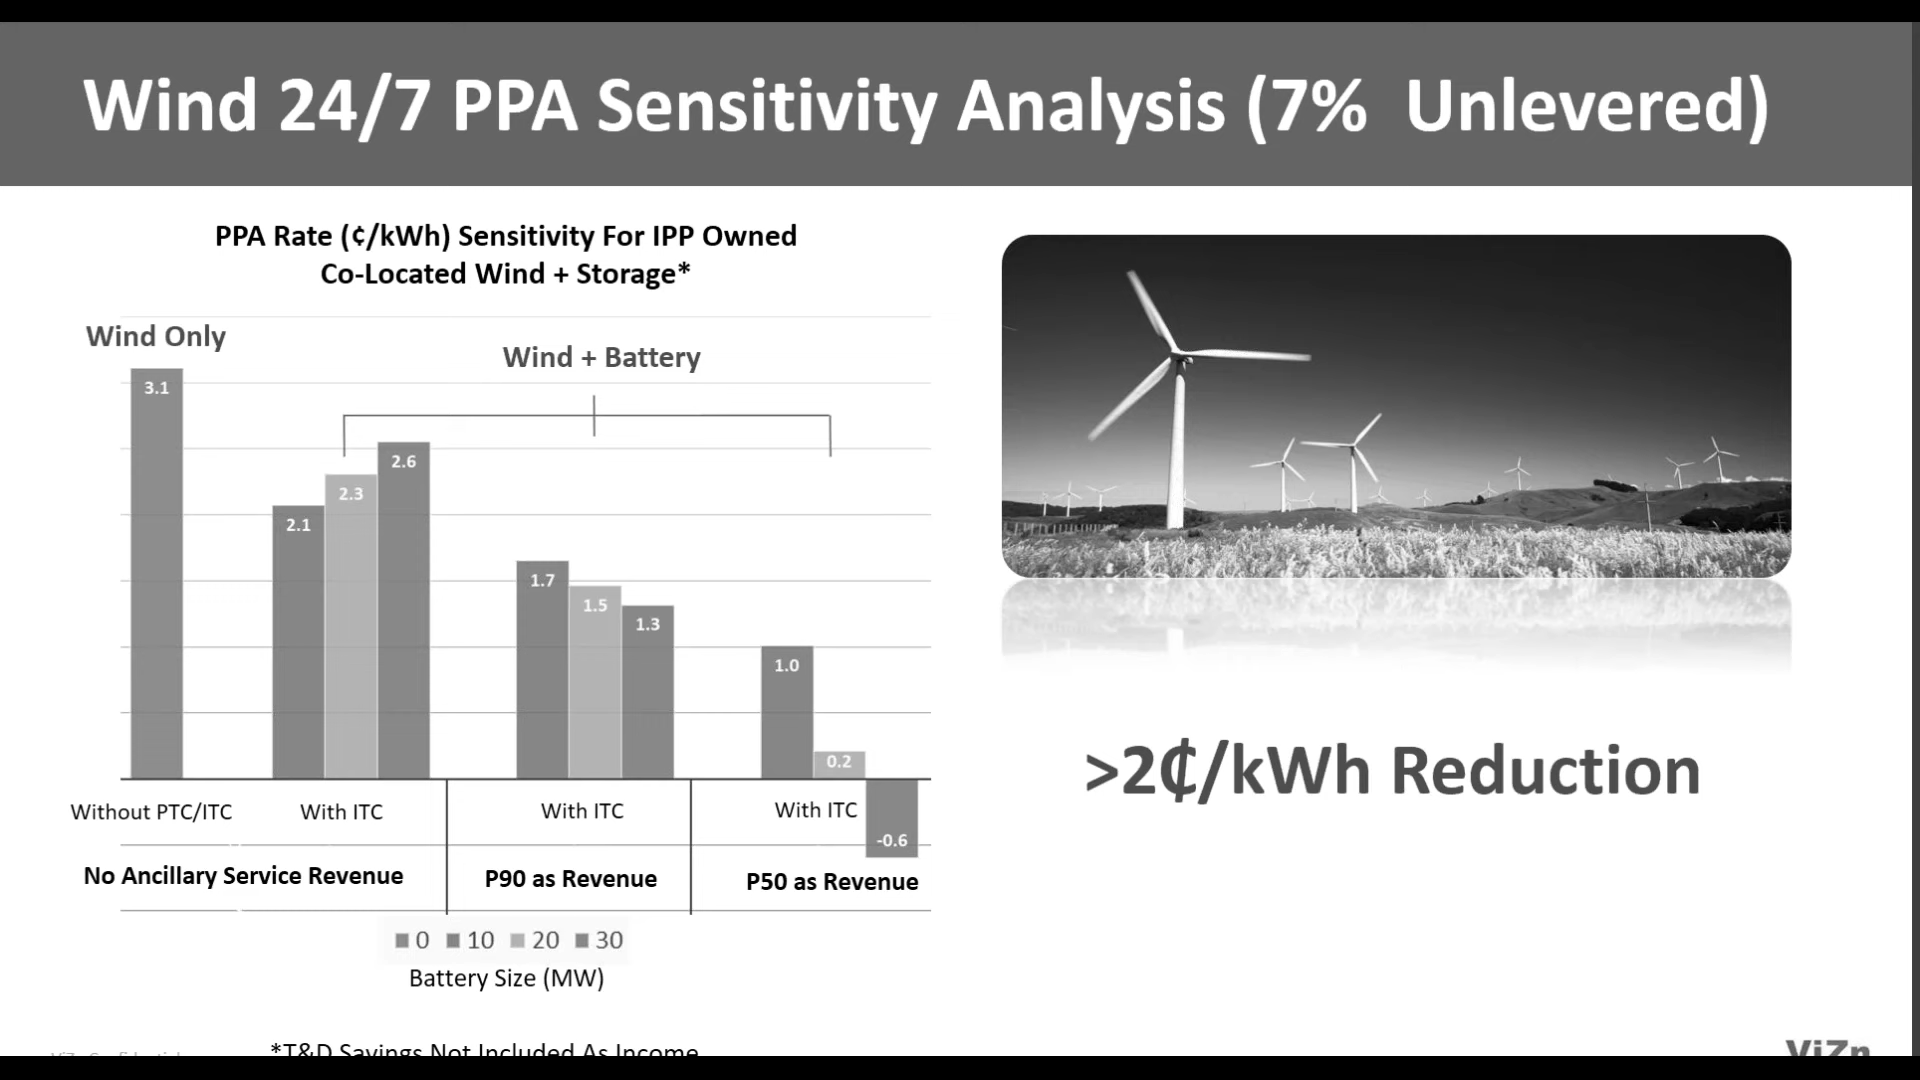 Wind 24/7 PPA Sensitivity Analysis (7% Unlevered)
PPA Rate (¢/kWh) Sensitivity For IPP Owned
Co-Located Wind + Storage*
Wind Only
Wind + Battery
3.1
2.1
2.3
2.6
1.7
1.5
1.3
1.0
0.2
-0.6
Without PTC/ITC
With ITC
With ITC
With ITC
No Ancillary Service Revenue
P90 as Revenue
P50 as Revenue
0 10 20 30
Battery Size (MW)
>2₵/kWh Reduction
*T&D Savings Not Included As Income
ViZn